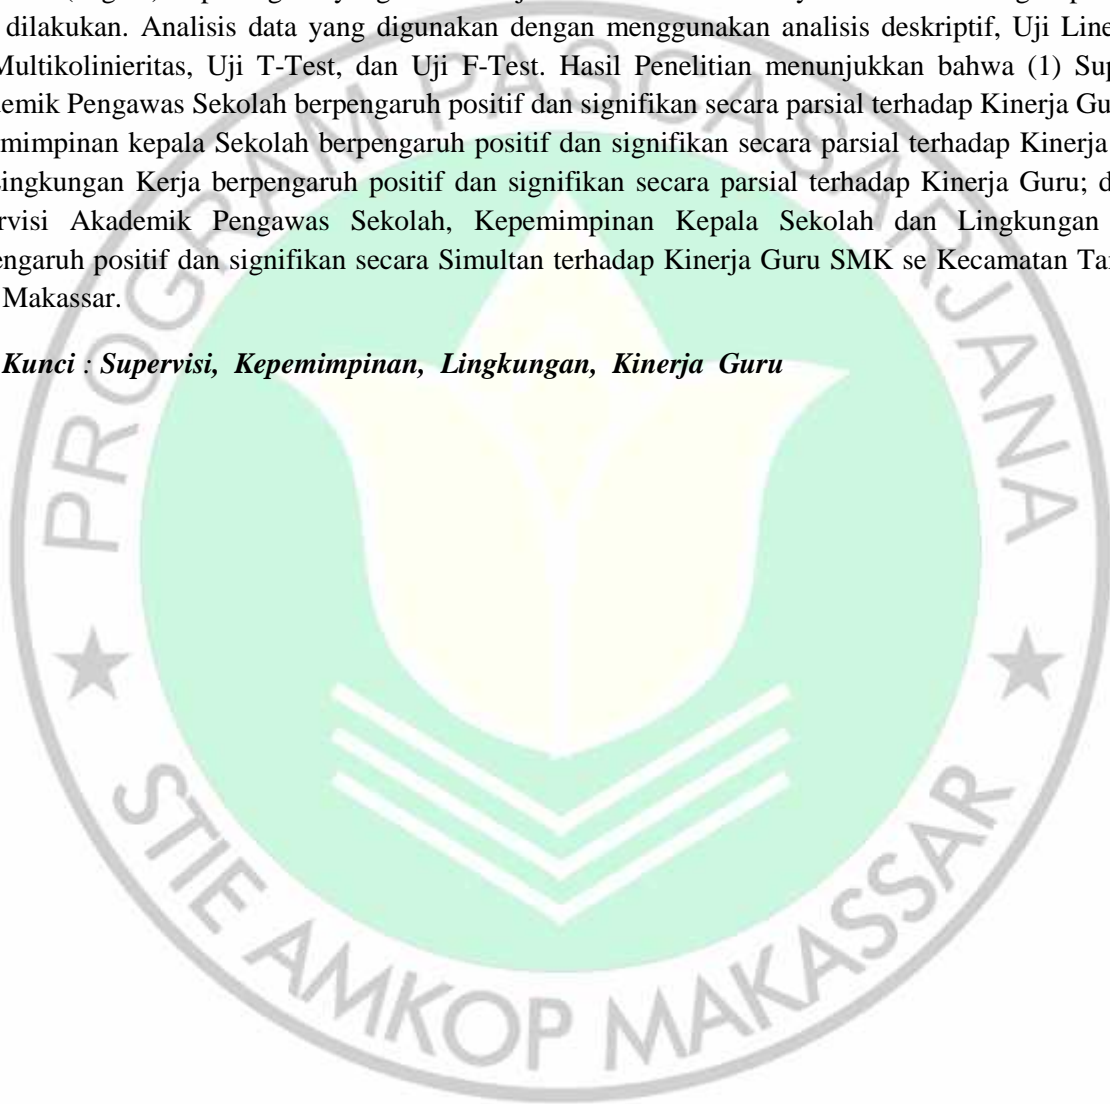 dilakukan. Analisis data yang digunakan dengan menggunakan analisis deskriptif, Uji Line
Multikolinieritas, Uji T-Test, dan Uji F-Test. Hasil Penelitian menunjukkan bahwa (1) Sup
demik Pengawas Sekolah berpengaruh positif dan signifikan secara parsial terhadap Kinerja Gu
mimpinan kepala Sekolah berpengaruh positif dan signifikan secara parsial terhadap Kinerja
Lingkungan Kerja berpengaruh positif dan signifikan secara parsial terhadap Kinerja Guru; d
rvisi Akademik Pengawas Sekolah, Kepemimpinan Kepala Sekolah dan Lingkungan
engaruh positif dan signifikan secara Simultan terhadap Kinerja Guru SMK se Kecamatan Ta
Makassar.
Kunci : Supervisi, Kepemimpinan, Lingkungan, Kinerja Guru
PROGRAM PASCASARJANA
STIE AMKOP MAKASSAR